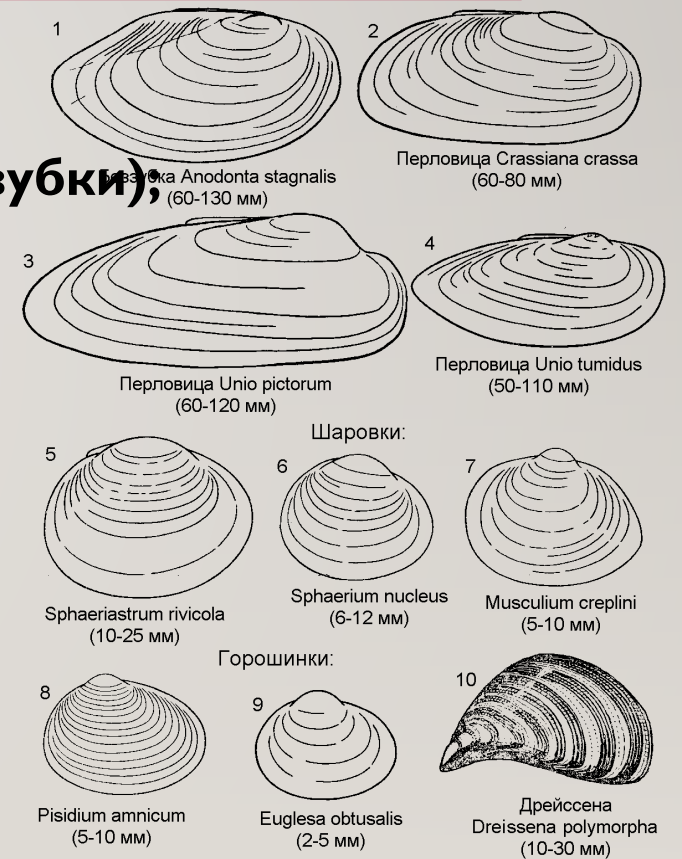 1
2
зубки);
Беззубка Anodonta stagnalis
(60-130 мм)
Перловица Crassiana crassa
(60-80 мм)
3
4
Перловица Unio pictorum
(60-120 мм)
Перловица Unio tumidus
(50-110 мм)
Шаровки:
5
6
7
Sphaeriastrum rivicola
(10-25 мм)
Sphaerium nucleus
(6-12 мм)
Musculium creplini
(5-10 мм)
Горошинки:
8
9
10
Pisidium amnicum
(5-10 мм)
Euglesa obtusalis
(2-5 мм)
Дрейссена
Dreissena polymorpha
(10-30 мм)